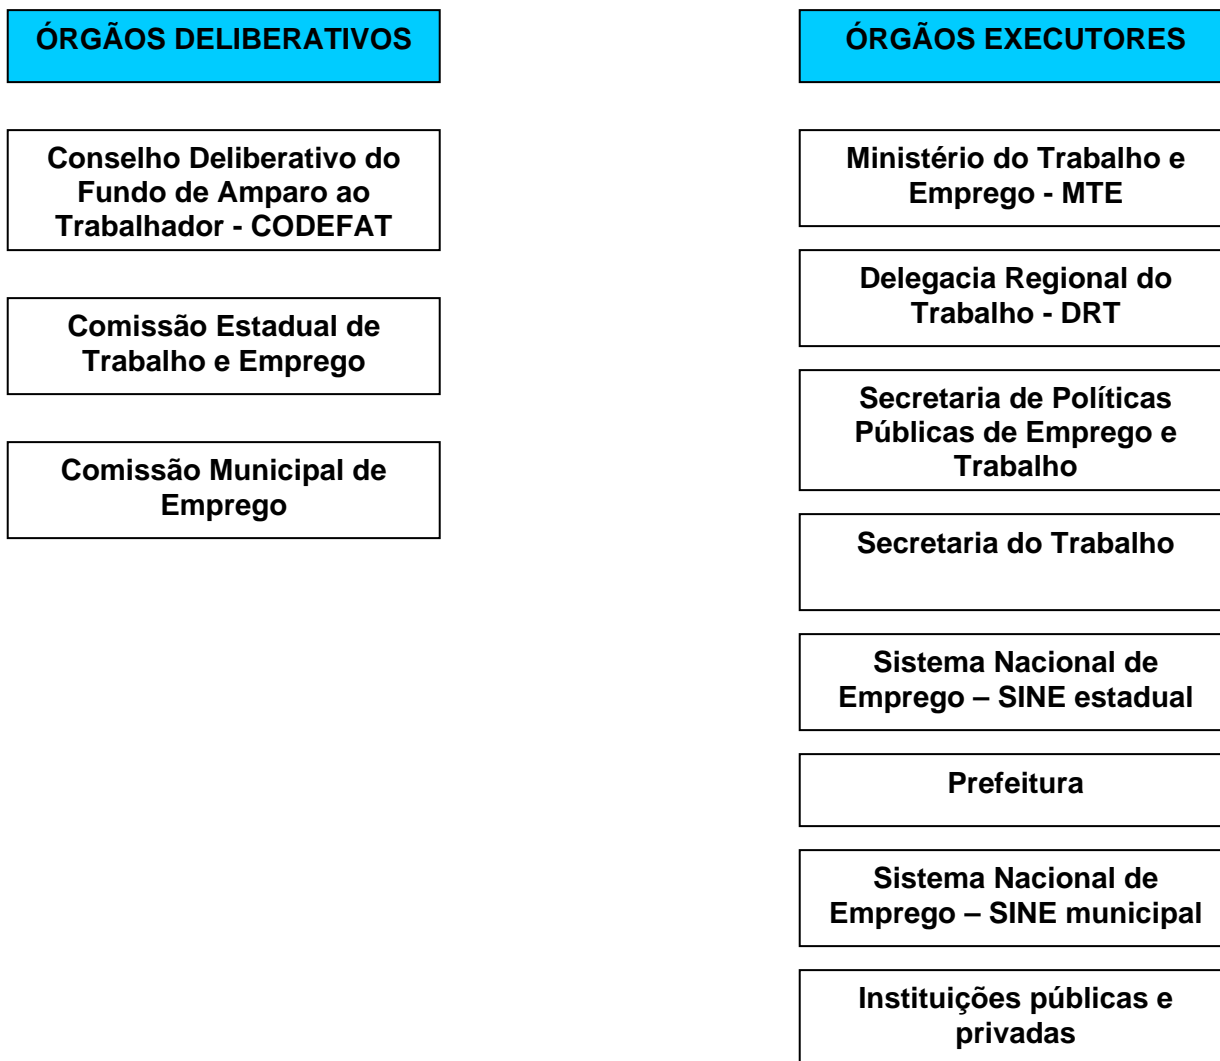 ÓRGÃOS DELIBERATIVOS
Conselho Deliberativo do
Fundo de Amparo ao
Trabalhador - CODEFAT
Comissão Estadual de
Trabalho e Emprego
Comissão Municipal de
Emprego
ÓRGÃOS EXECUTORES
Ministério do Trabalho e
Emprego - MTE
Delegacia Regional do
Trabalho - DRT
Secretaria de Políticas
Públicas de Emprego e
Trabalho
Secretaria do Trabalho
Sistema Nacional de
Emprego – SINE estadual
Prefeitura
Sistema Nacional de
Emprego – SINE municipal
Instituições públicas e
privadas